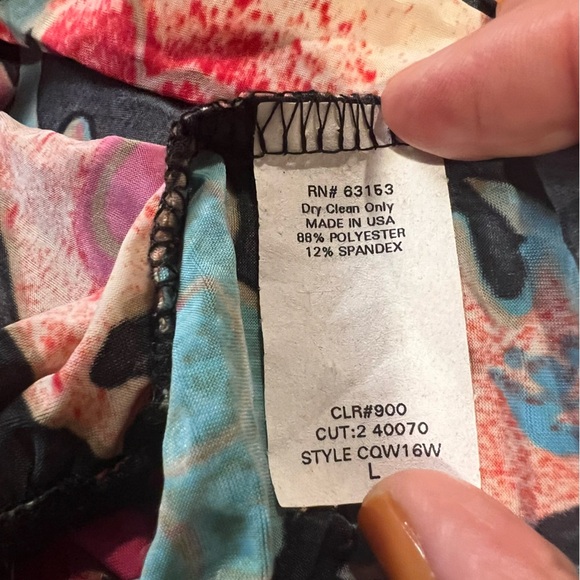 RN# 63153
Dry Clean Only
MADE IN USA
88% POLYESTER
12% SPANDEX
CLR#900
CUT:2 40070
STYLE CQW16W
L